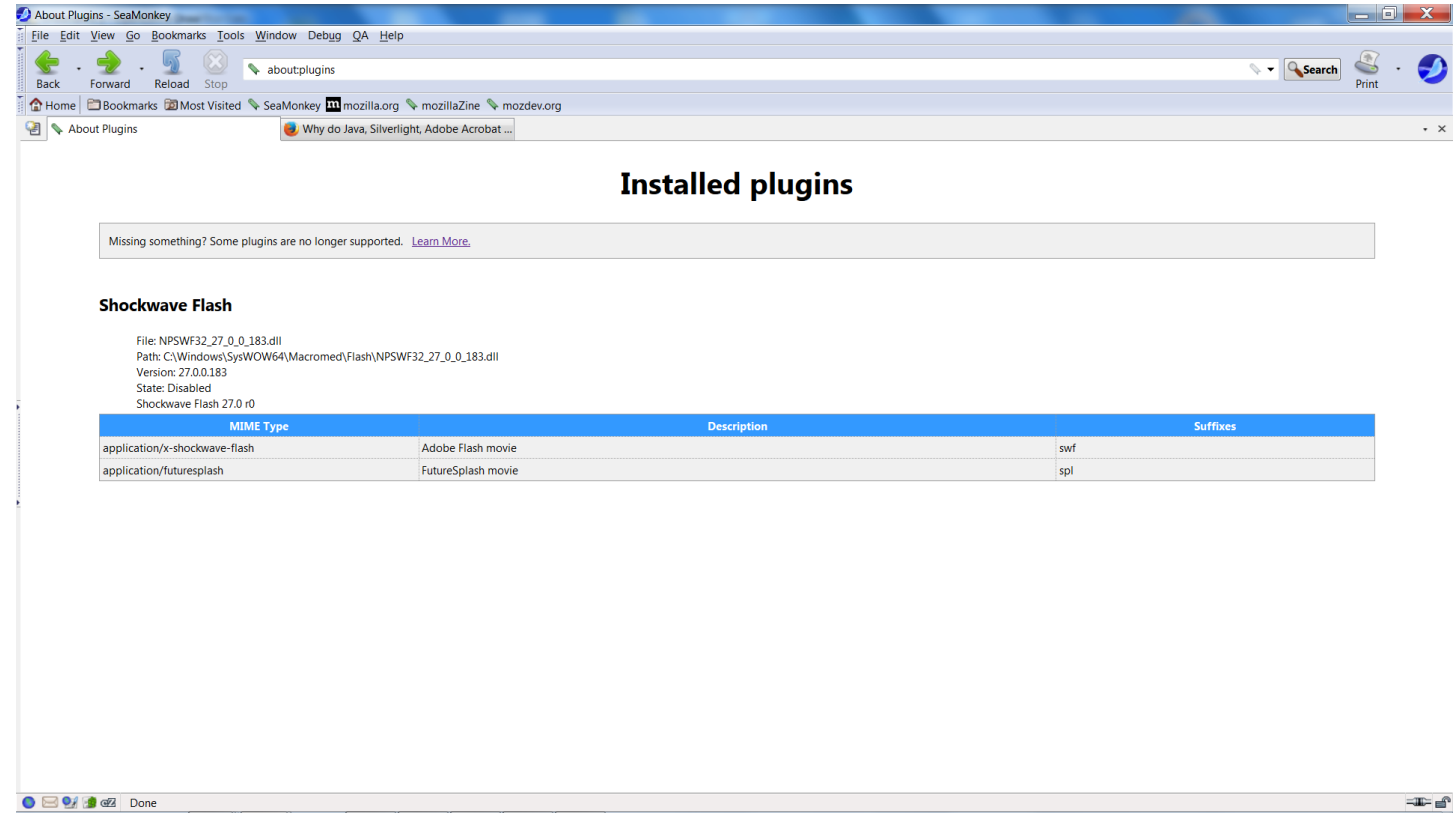 About Plugins - SeaMonkey
File Edit View Go Bookmarks Tools Window Debug QA Help
Back Forward Reload Stop about:plugins Search Print
Home Bookmarks Most Visited SeaMonkey m mozilla.org mozillaZine mozdev.org
About Plugins Why do Java, Silverlight, Adobe Acrobat ...
Installed plugins
Missing something? Some plugins are no longer supported. Learn More.
Shockwave Flash
File: NPSWF32_27_0_0_183.dll
Path: C:\Windows\SysWOW64\Macromed\Flash\NPSWF32_27_0_0_183.dll
Version: 27.0.0.183
State: Disabled
Shockwave Flash 27.0 r0
MIME Type Description Suffixes
application/x-shockwave-flash Adobe Flash movie swf
application/futuresplash FutureSplash movie spl
cZ Done